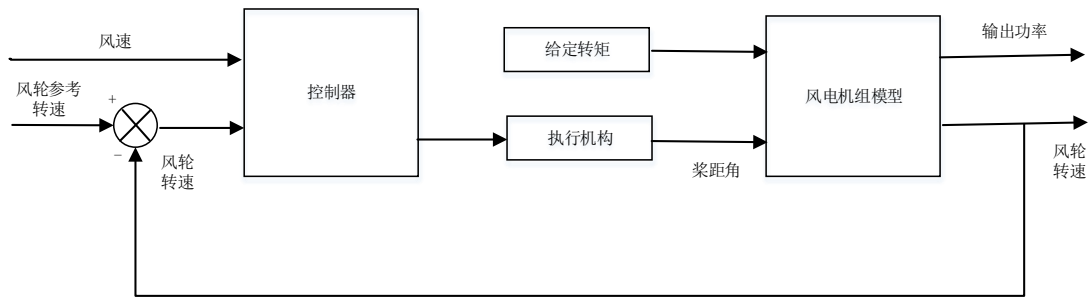 风速
风轮参考
转速
+
−
风轮
转速
控制器
给定转矩
执行机构
桨距角
风电机组模型
输出功率
风轮
转速